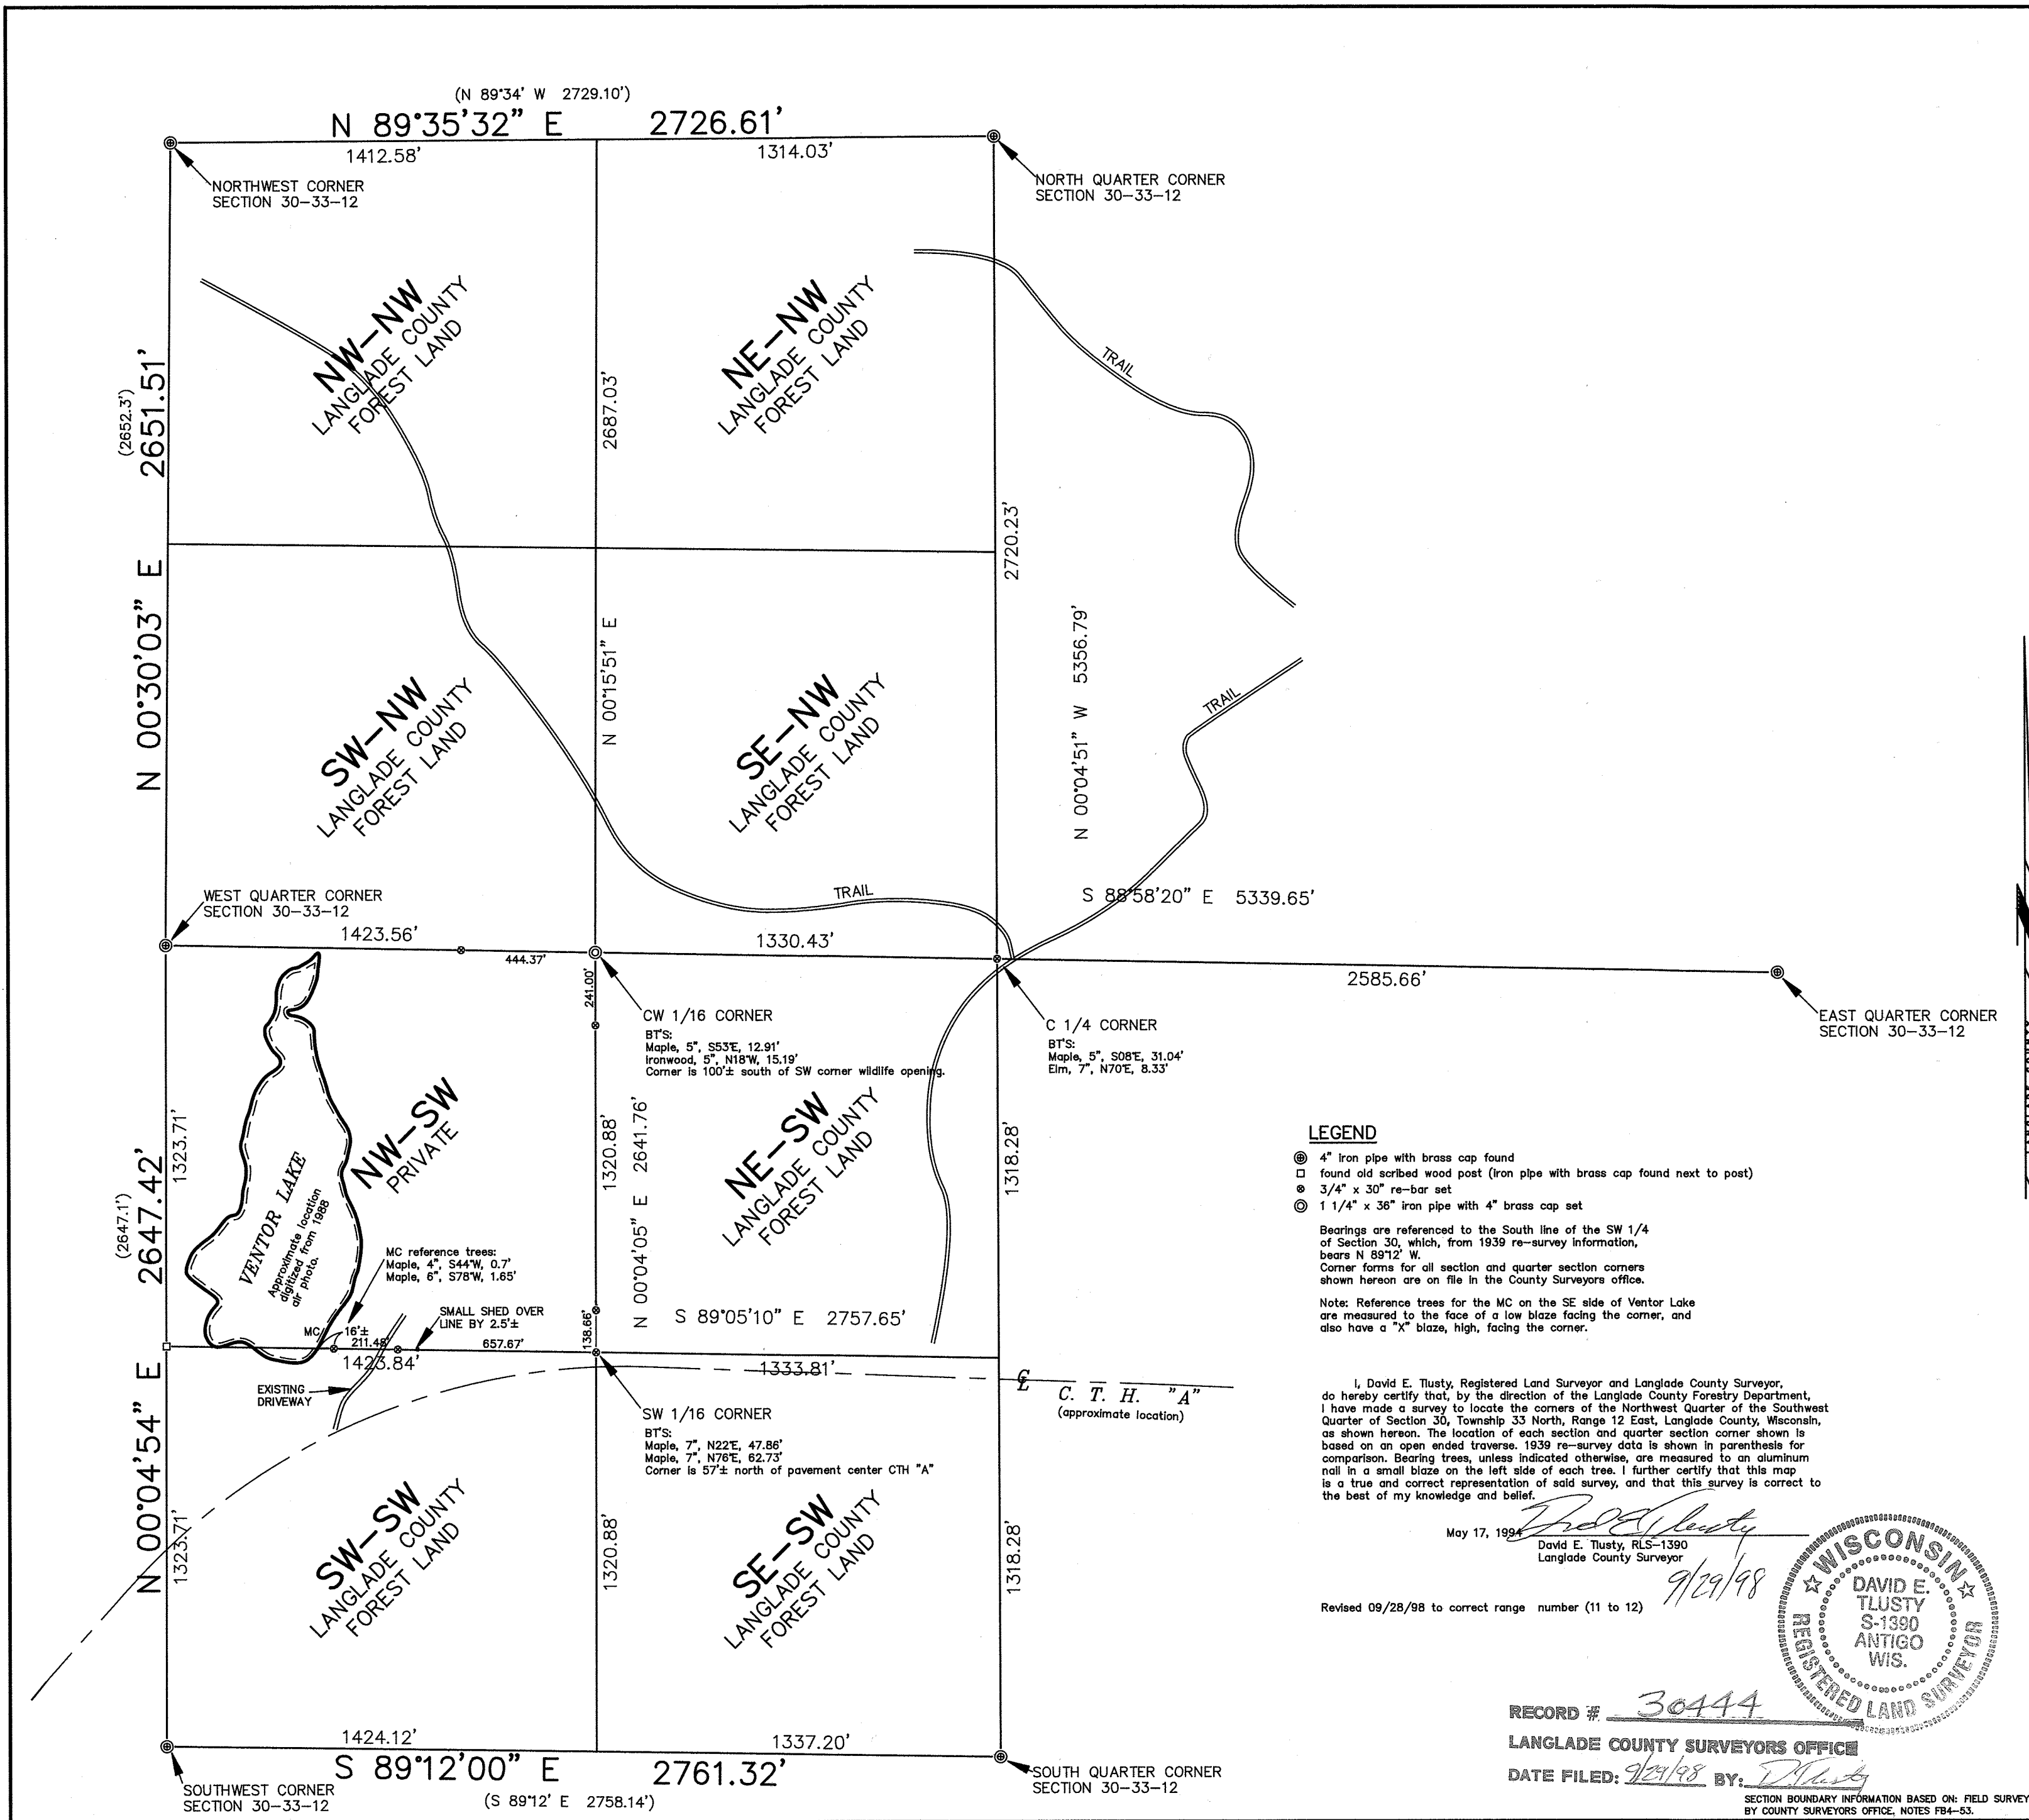 (N 89°34' W 2729.10')
N 89°35'32" E 2726.61'
1412.58'
1314.03'
NORTHWEST CORNER
SECTION 30-33-12
NORTH QUARTER CORNER
SECTION 30-33-12
NW-NW
LANGLADE COUNTY
FOREST LAND
NE-NW
LANGLADE COUNTY
FOREST LAND
TRAIL
(2652.3')
2651.51'
N 00°30'03" E
2687.03'
N 00°15'51" E
2720.23'
N 00°04'51" W 5356.79'
SW-NW
LANGLADE COUNTY
FOREST LAND
SE-NW
LANGLADE COUNTY
FOREST LAND
TRAIL
TRAIL
WEST QUARTER CORNER
SECTION 30-33-12
S 88°58'20" E 5339.65'
1423.56'
444.37'
1330.43'
2585.66'
241.00'
CW 1/16 CORNER
BT'S:
Maple, 5", S53°E, 12.91'
Ironwood, 5", N18°W, 15.19'
Corner is 100'± south of SW corner wildlife opening.
C 1/4 CORNER
BT'S:
Maple, 5", S08°E, 31.04'
Elm, 7", N70°E, 8.33'
EAST QUARTER CORNER
SECTION 30-33-12
1323.71'
(2647.1')
2647.42'
N 00°04'54" E
VENTOR LAKE
Approximate location
digitized from 1988
air photo.
NW-SW
PRIVATE
MC reference trees:
Maple, 4", S44°W, 0.7'
Maple, 6", S78°W, 1.65'
SMALL SHED OVER
LINE BY 2.5'±
MC
16'±
211.48'
657.67'
1423.84'
138.66'
1320.88'
N 00°04'05" E 2641.76'
NE-SW
LANGLADE COUNTY
FOREST LAND
1318.28'
S 89°05'10" E 2757.65'
1333.81'
EXISTING
DRIVEWAY
C. T. H. "A"
(approximate location)
SW 1/16 CORNER
BT'S:
Maple, 7", N22°E, 47.86'
Maple, 7", N76°E, 62.73'
Corner is 57'± north of pavement center CTH "A"
1323.71'
SW-SW
LANGLADE COUNTY
FOREST LAND
1320.88'
SE-SW
LANGLADE COUNTY
FOREST LAND
1318.28'
1424.12'
1337.20'
S 89°12'00" E 2761.32'
(S 89°12' E 2758.14')
SOUTHWEST CORNER
SECTION 30-33-12
SOUTH QUARTER CORNER
SECTION 30-33-12
LEGEND
4" iron pipe with brass cap found
found old scribed wood post (iron pipe with brass cap found next to post)
3/4" x 30" re-bar set
1 1/4" x 36" iron pipe with 4" brass cap set
Bearings are referenced to the South line of the SW 1/4
of Section 30, which, from 1939 re-survey information,
bears N 89°12' W.
Corner forms for all section and quarter section corners
shown hereon are on file in the County Surveyors office.
Note: Reference trees for the MC on the SE side of Ventor Lake
are measured to the face of a low blaze facing the corner, and
also have a "X" blaze, high, facing the corner.
I, David E. Tlusty, Registered Land Surveyor and Langlade County Surveyor,
do hereby certify that, by the direction of the Langlade County Forestry Department,
I have made a survey to locate the corners of the Northwest Quarter of the Southwest
Quarter of Section 30, Township 33 North, Range 12 East, Langlade County, Wisconsin,
as shown hereon. The location of each section and quarter section corner shown is
based on an open ended traverse. 1939 re-survey data is shown in parenthesis for
comparison. Bearing trees, unless indicated otherwise, are measured to an aluminum
nail in a small blaze on the left side of each tree. I further certify that this map
is a true and correct representation of said survey, and that this survey is correct to
the best of my knowledge and belief.
May 17, 1994
David E. Tlusty, RLS-1390
Langlade County Surveyor
9/29/98
Revised 09/28/98 to correct range number (11 to 12)
WISCONSIN
DAVID E.
TLUSTY
S-1390
ANTIGO
WIS.
REGISTERED LAND SURVEYOR
RECORD # 30444
LANGLADE COUNTY SURVEYORS OFFICE
DATE FILED: 9/29/98 BY: D. Tlusty
SECTION BOUNDARY INFORMATION BASED ON: FIELD SURVEY
BY COUNTY SURVEYORS OFFICE, NOTES FB4-53.